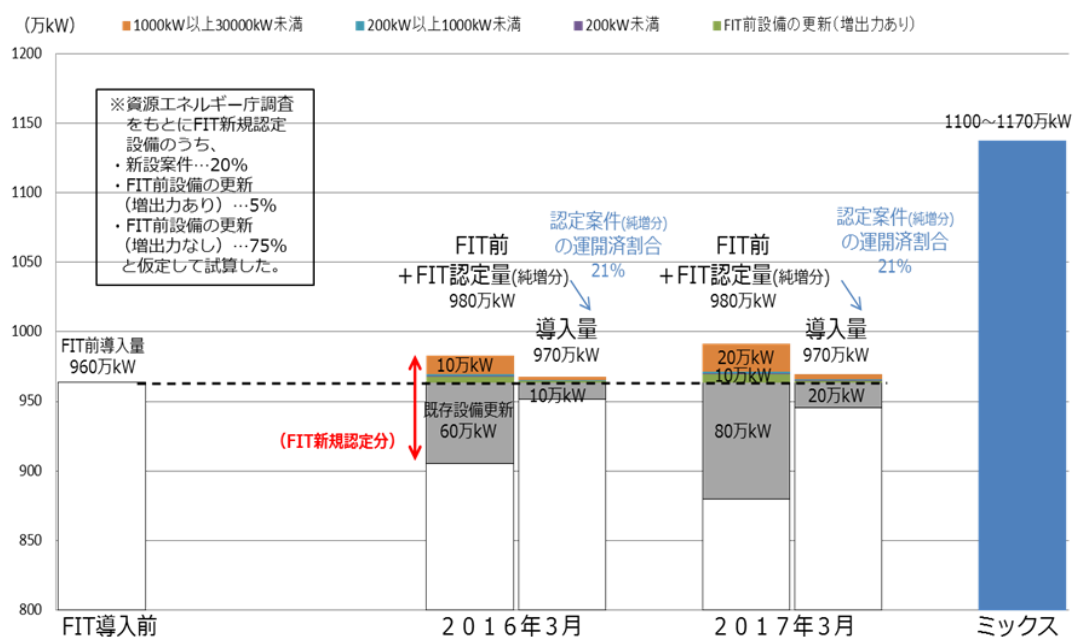 (万kW)
1000kW以上30000kW未満
200kW以上1000kW未満
200kW未満
FIT前設備の更新(増出力あり)
1200
1150
1100
1050
1000
950
900
850
800
※資源エネルギー庁調査
をもとにFIT新規認定
設備のうち、
・新設案件…20%
・FIT前設備の更新
(増出力あり)…5%
・FIT前設備の更新
(増出力なし)…75%
と仮定して試算した。
FIT前導入量
960万kW
FIT前
+FIT認定量(純増分)
980万kW
認定案件(純増分)
の運開済割合
21%
導入量
970万kW
10万kW
既存設備更新
60万kW
10万kW
(FIT新規認定分)
FIT前
+FIT認定量(純増分)
980万kW
認定案件(純増分)
の運開済割合
21%
導入量
970万kW
20万kW
10万kW
80万kW
20万kW
1100～1170万kW
FIT導入前
2016年3月
2017年3月
ミックス